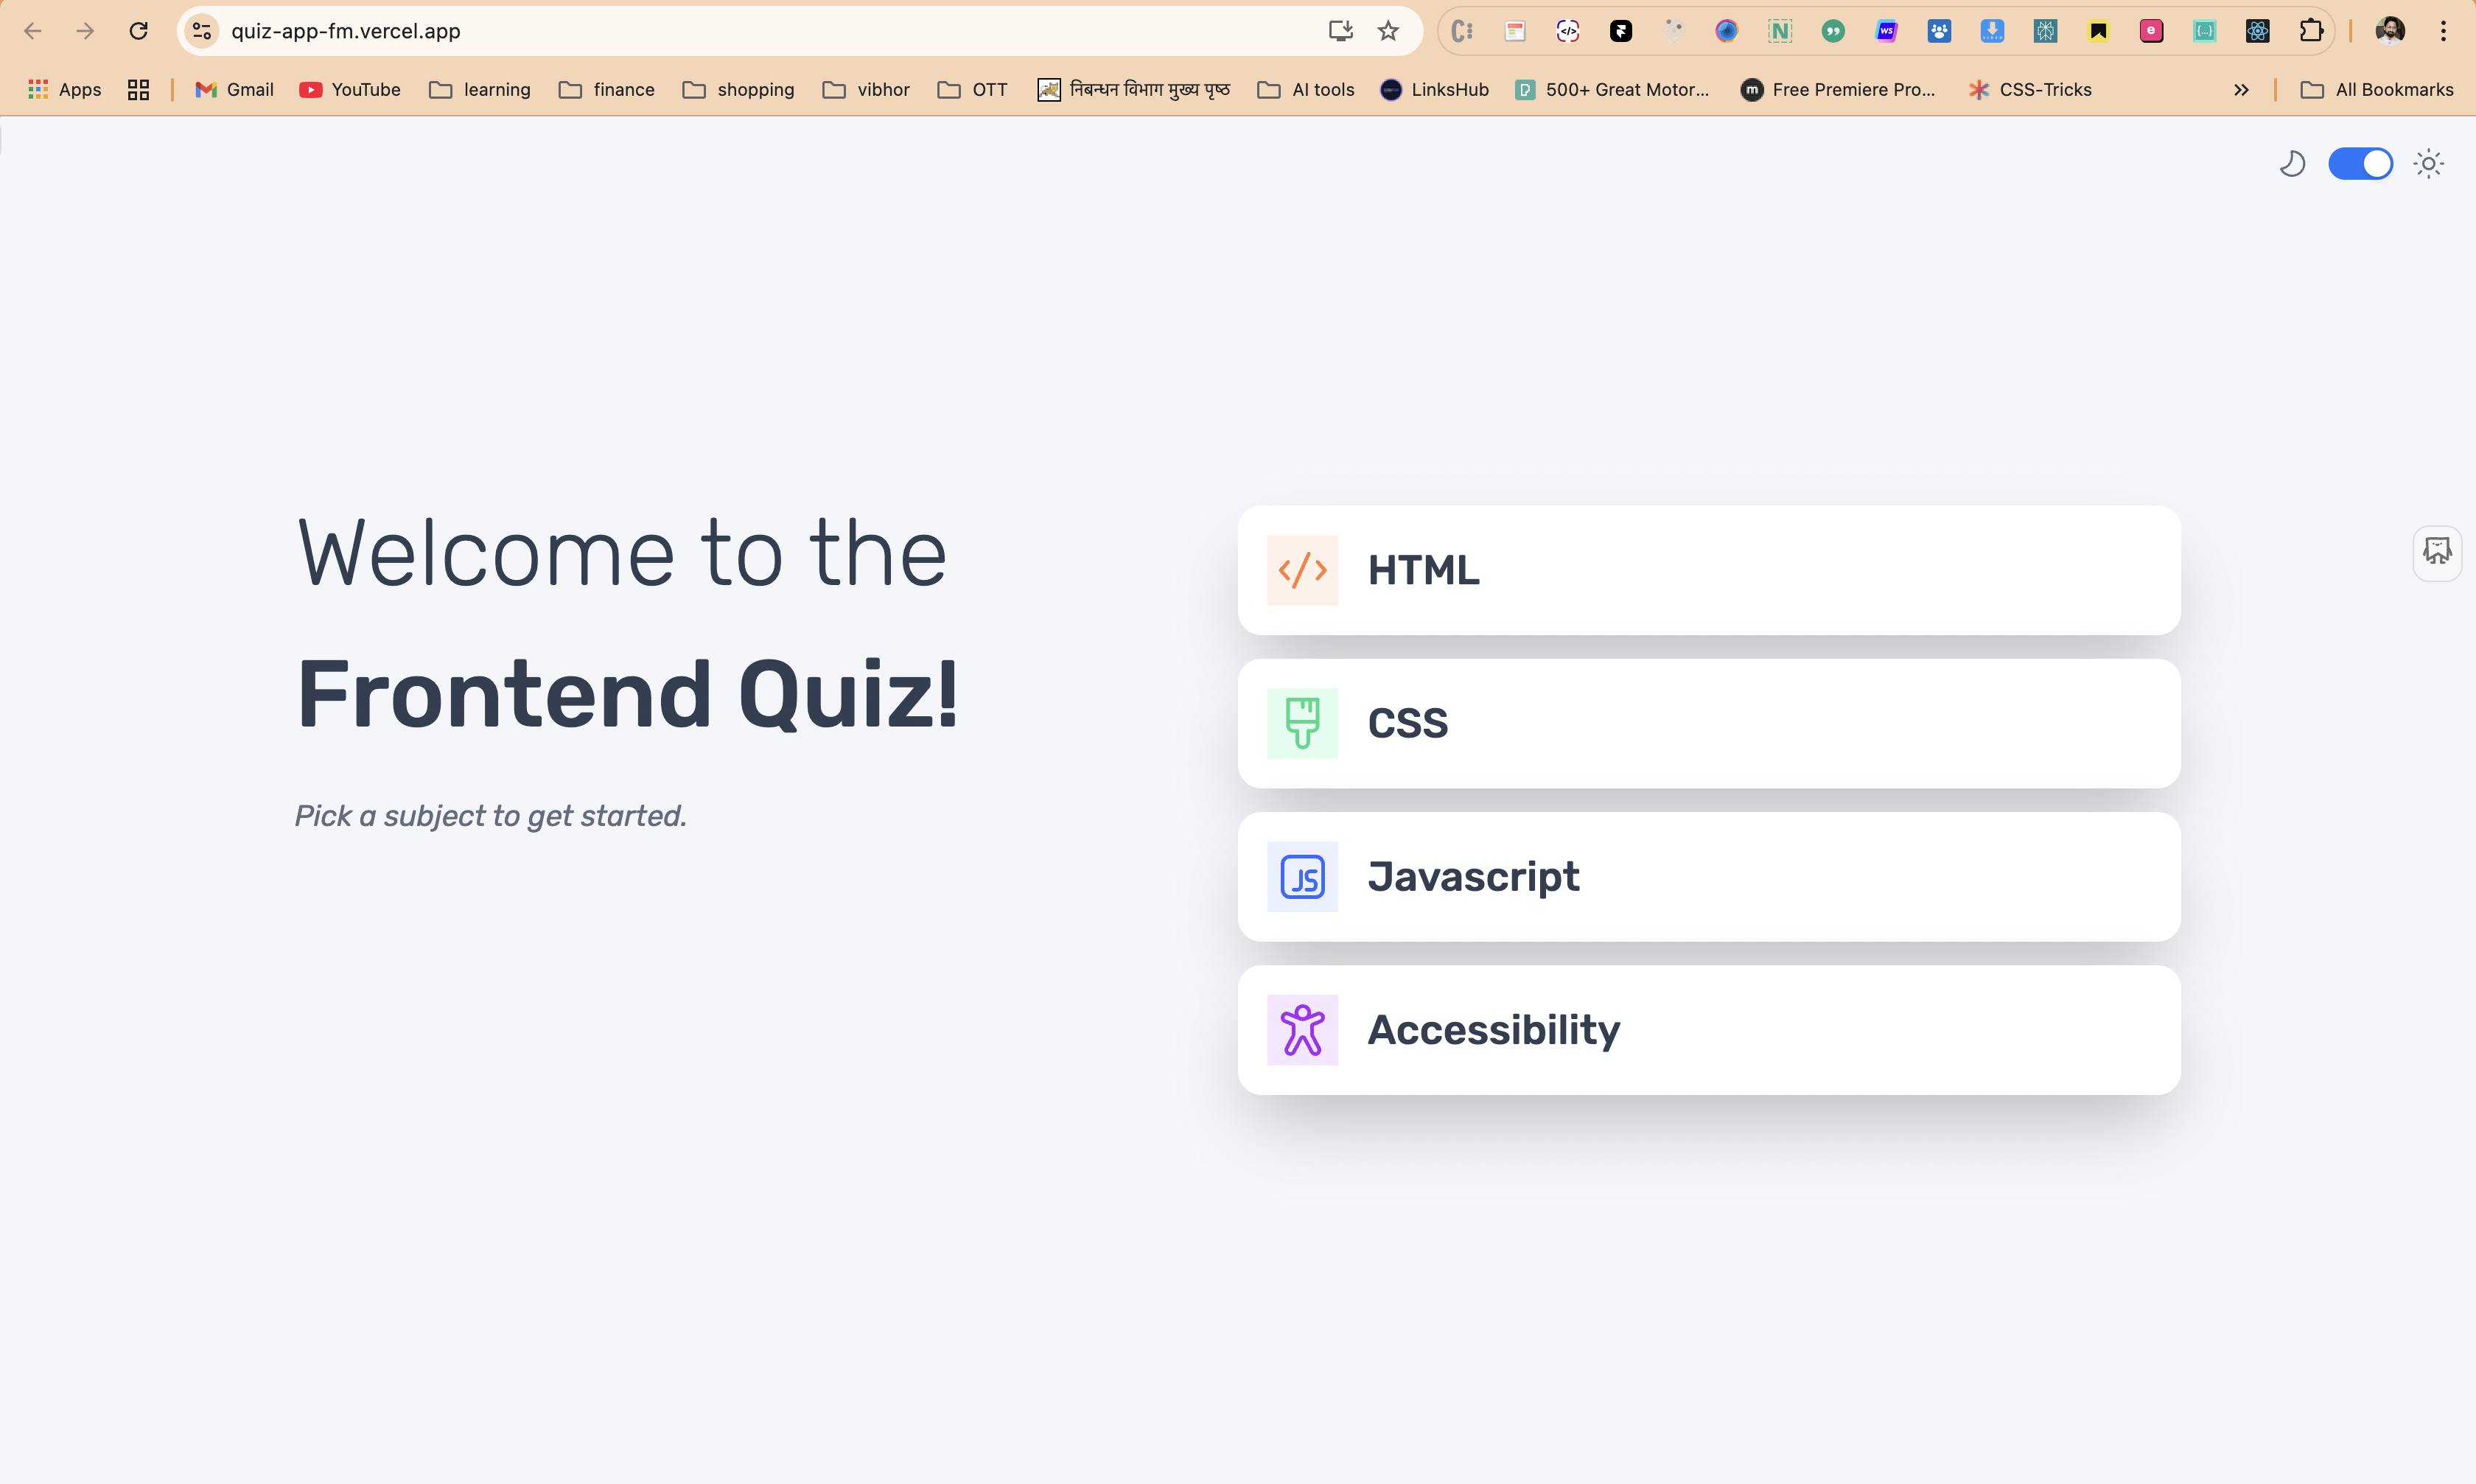 quiz-app-fm.vercel.app
Apps Gmail YouTube learning finance shopping vibhor OTT निबन्धन विभाग मुख्य पृष्ठ AI tools LinksHub 500+ Great Motor... Free Premiere Pro... CSS-Tricks All Bookmarks
Welcome to the
Frontend Quiz!
Pick a subject to get started.
HTML
CSS
JS Javascript
Accessibility